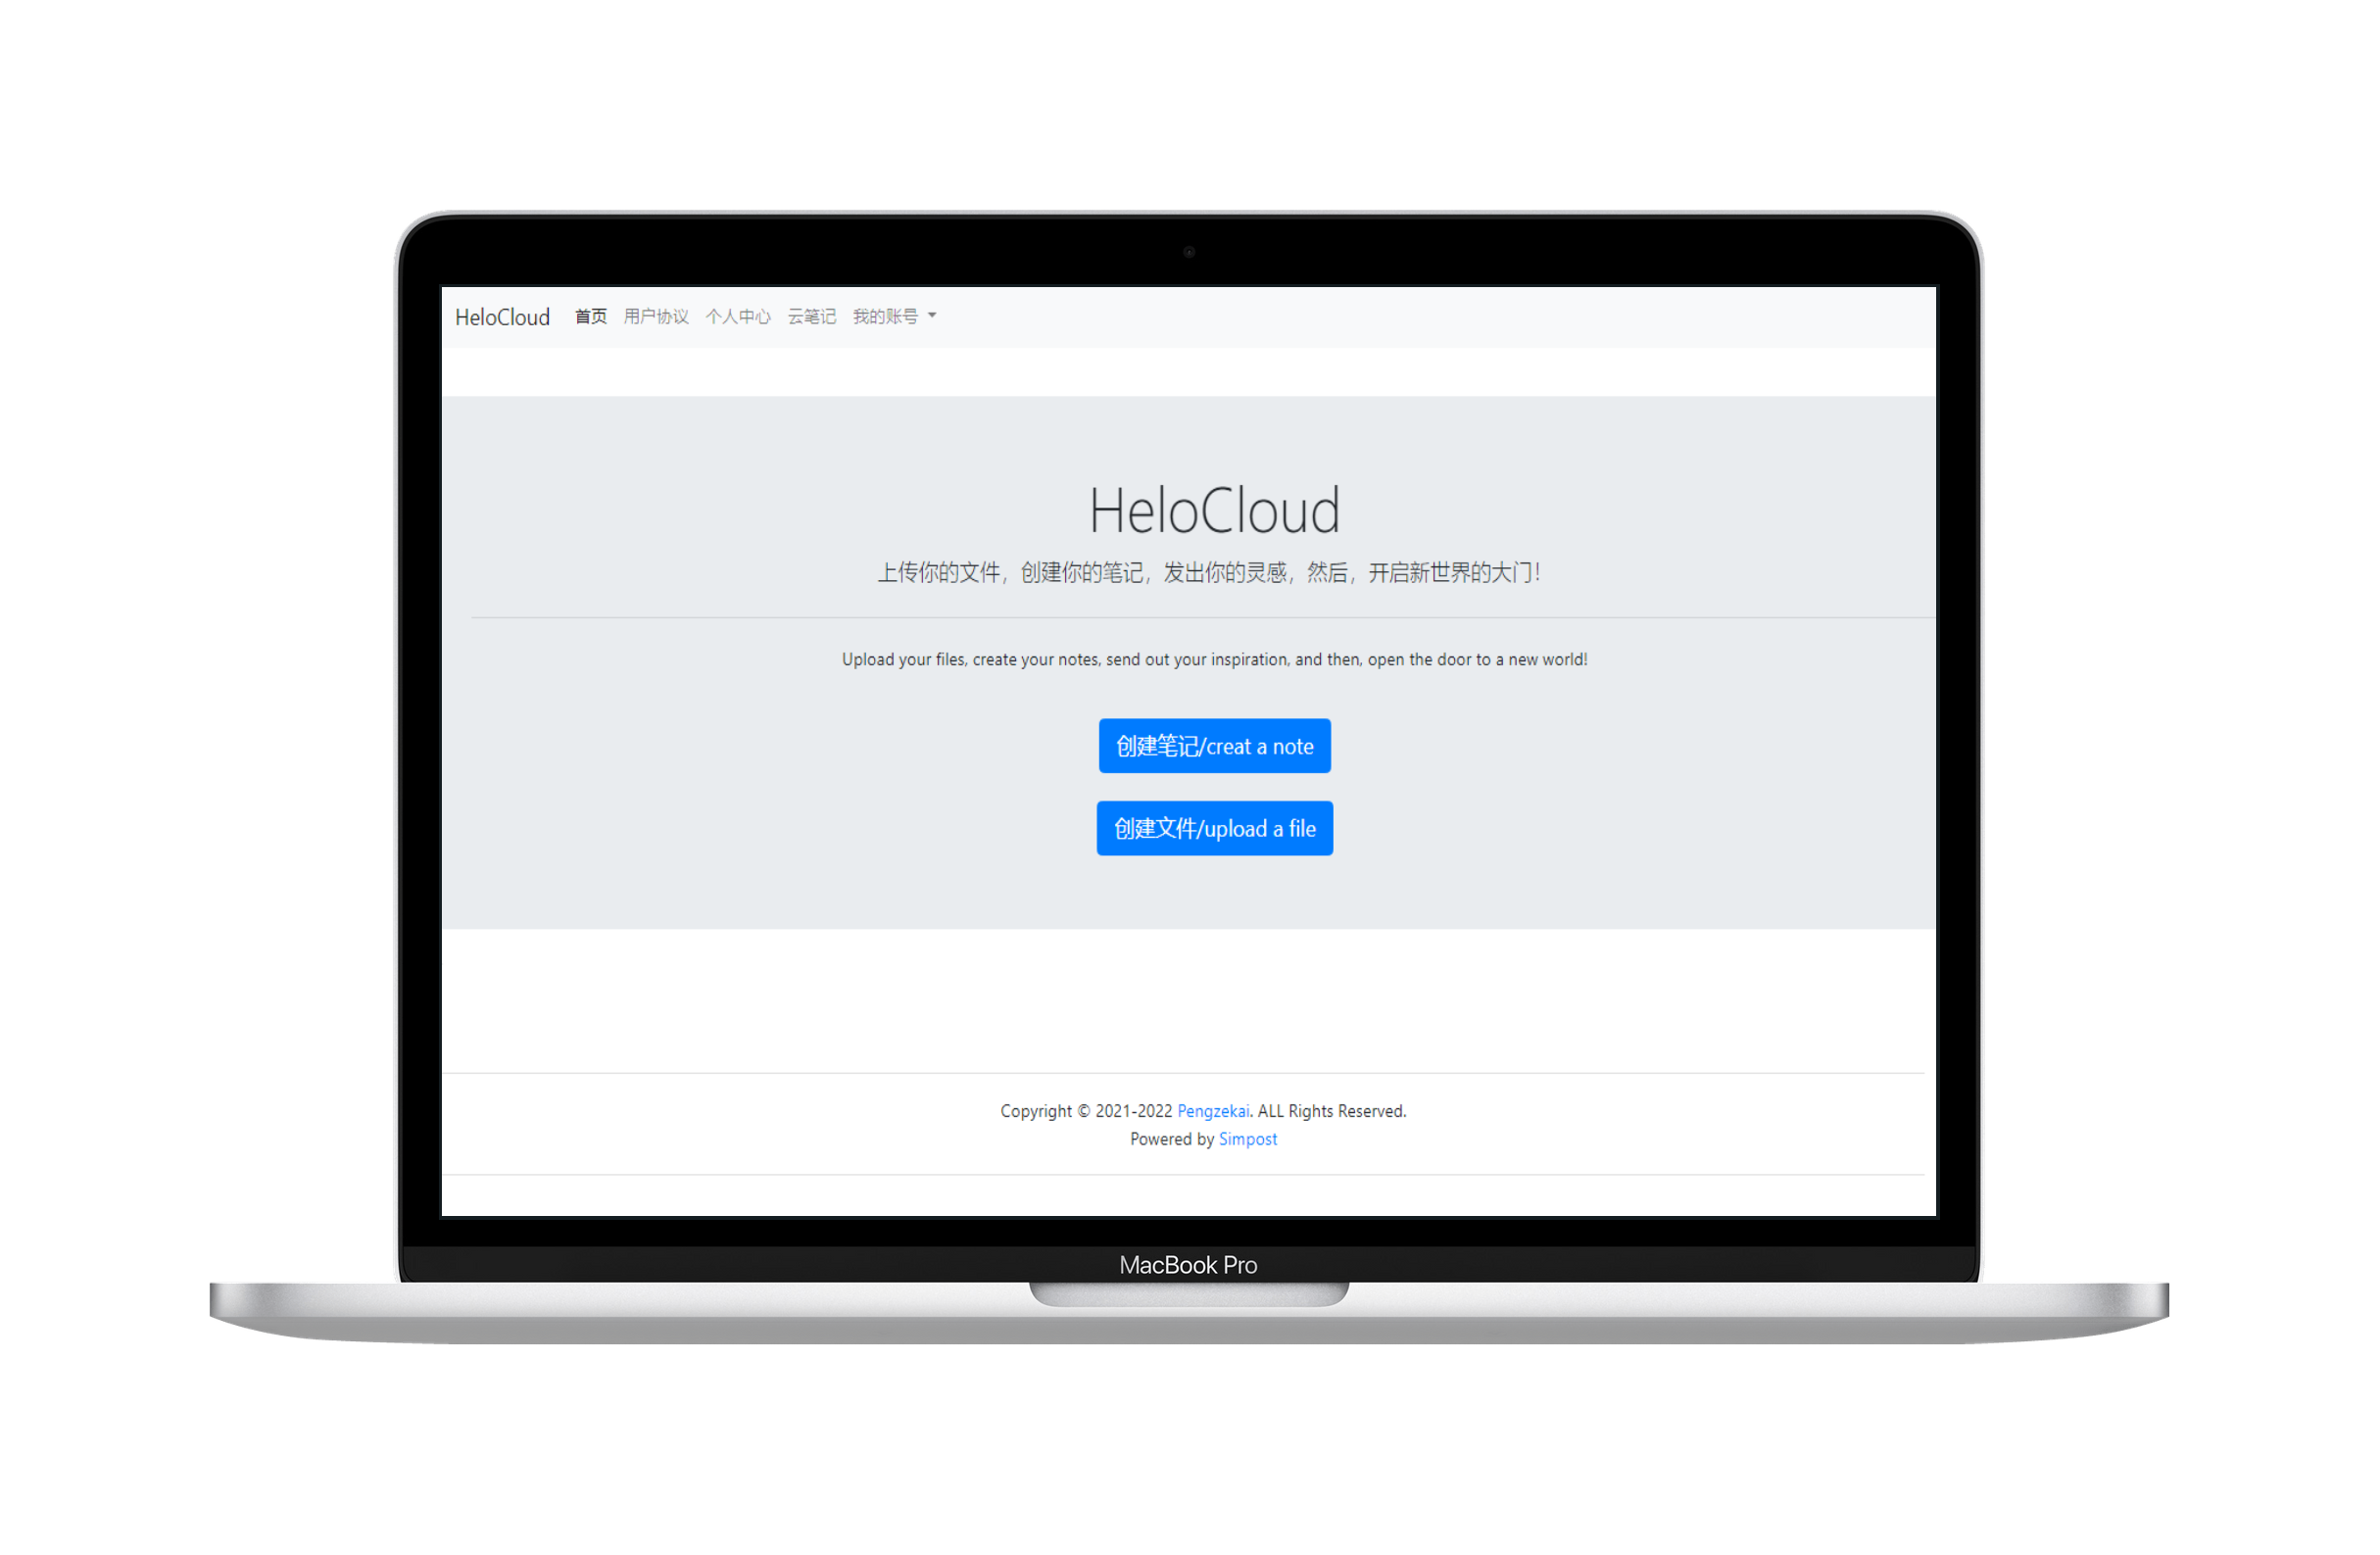 HeloCloud 首页 用户协议 个人中心 云笔记 我的账号
HeloCloud
上传你的文件，创建你的笔记，发出你的灵感，然后，开启新世界的大门！
Upload your files, create your notes, send out your inspiration, and then, open the door to a new world!
创建笔记/creat a note
创建文件/upload a file
Copyright © 2021-2022 Pengzekai. ALL Rights Reserved.
Powered by Simpost
MacBook Pro